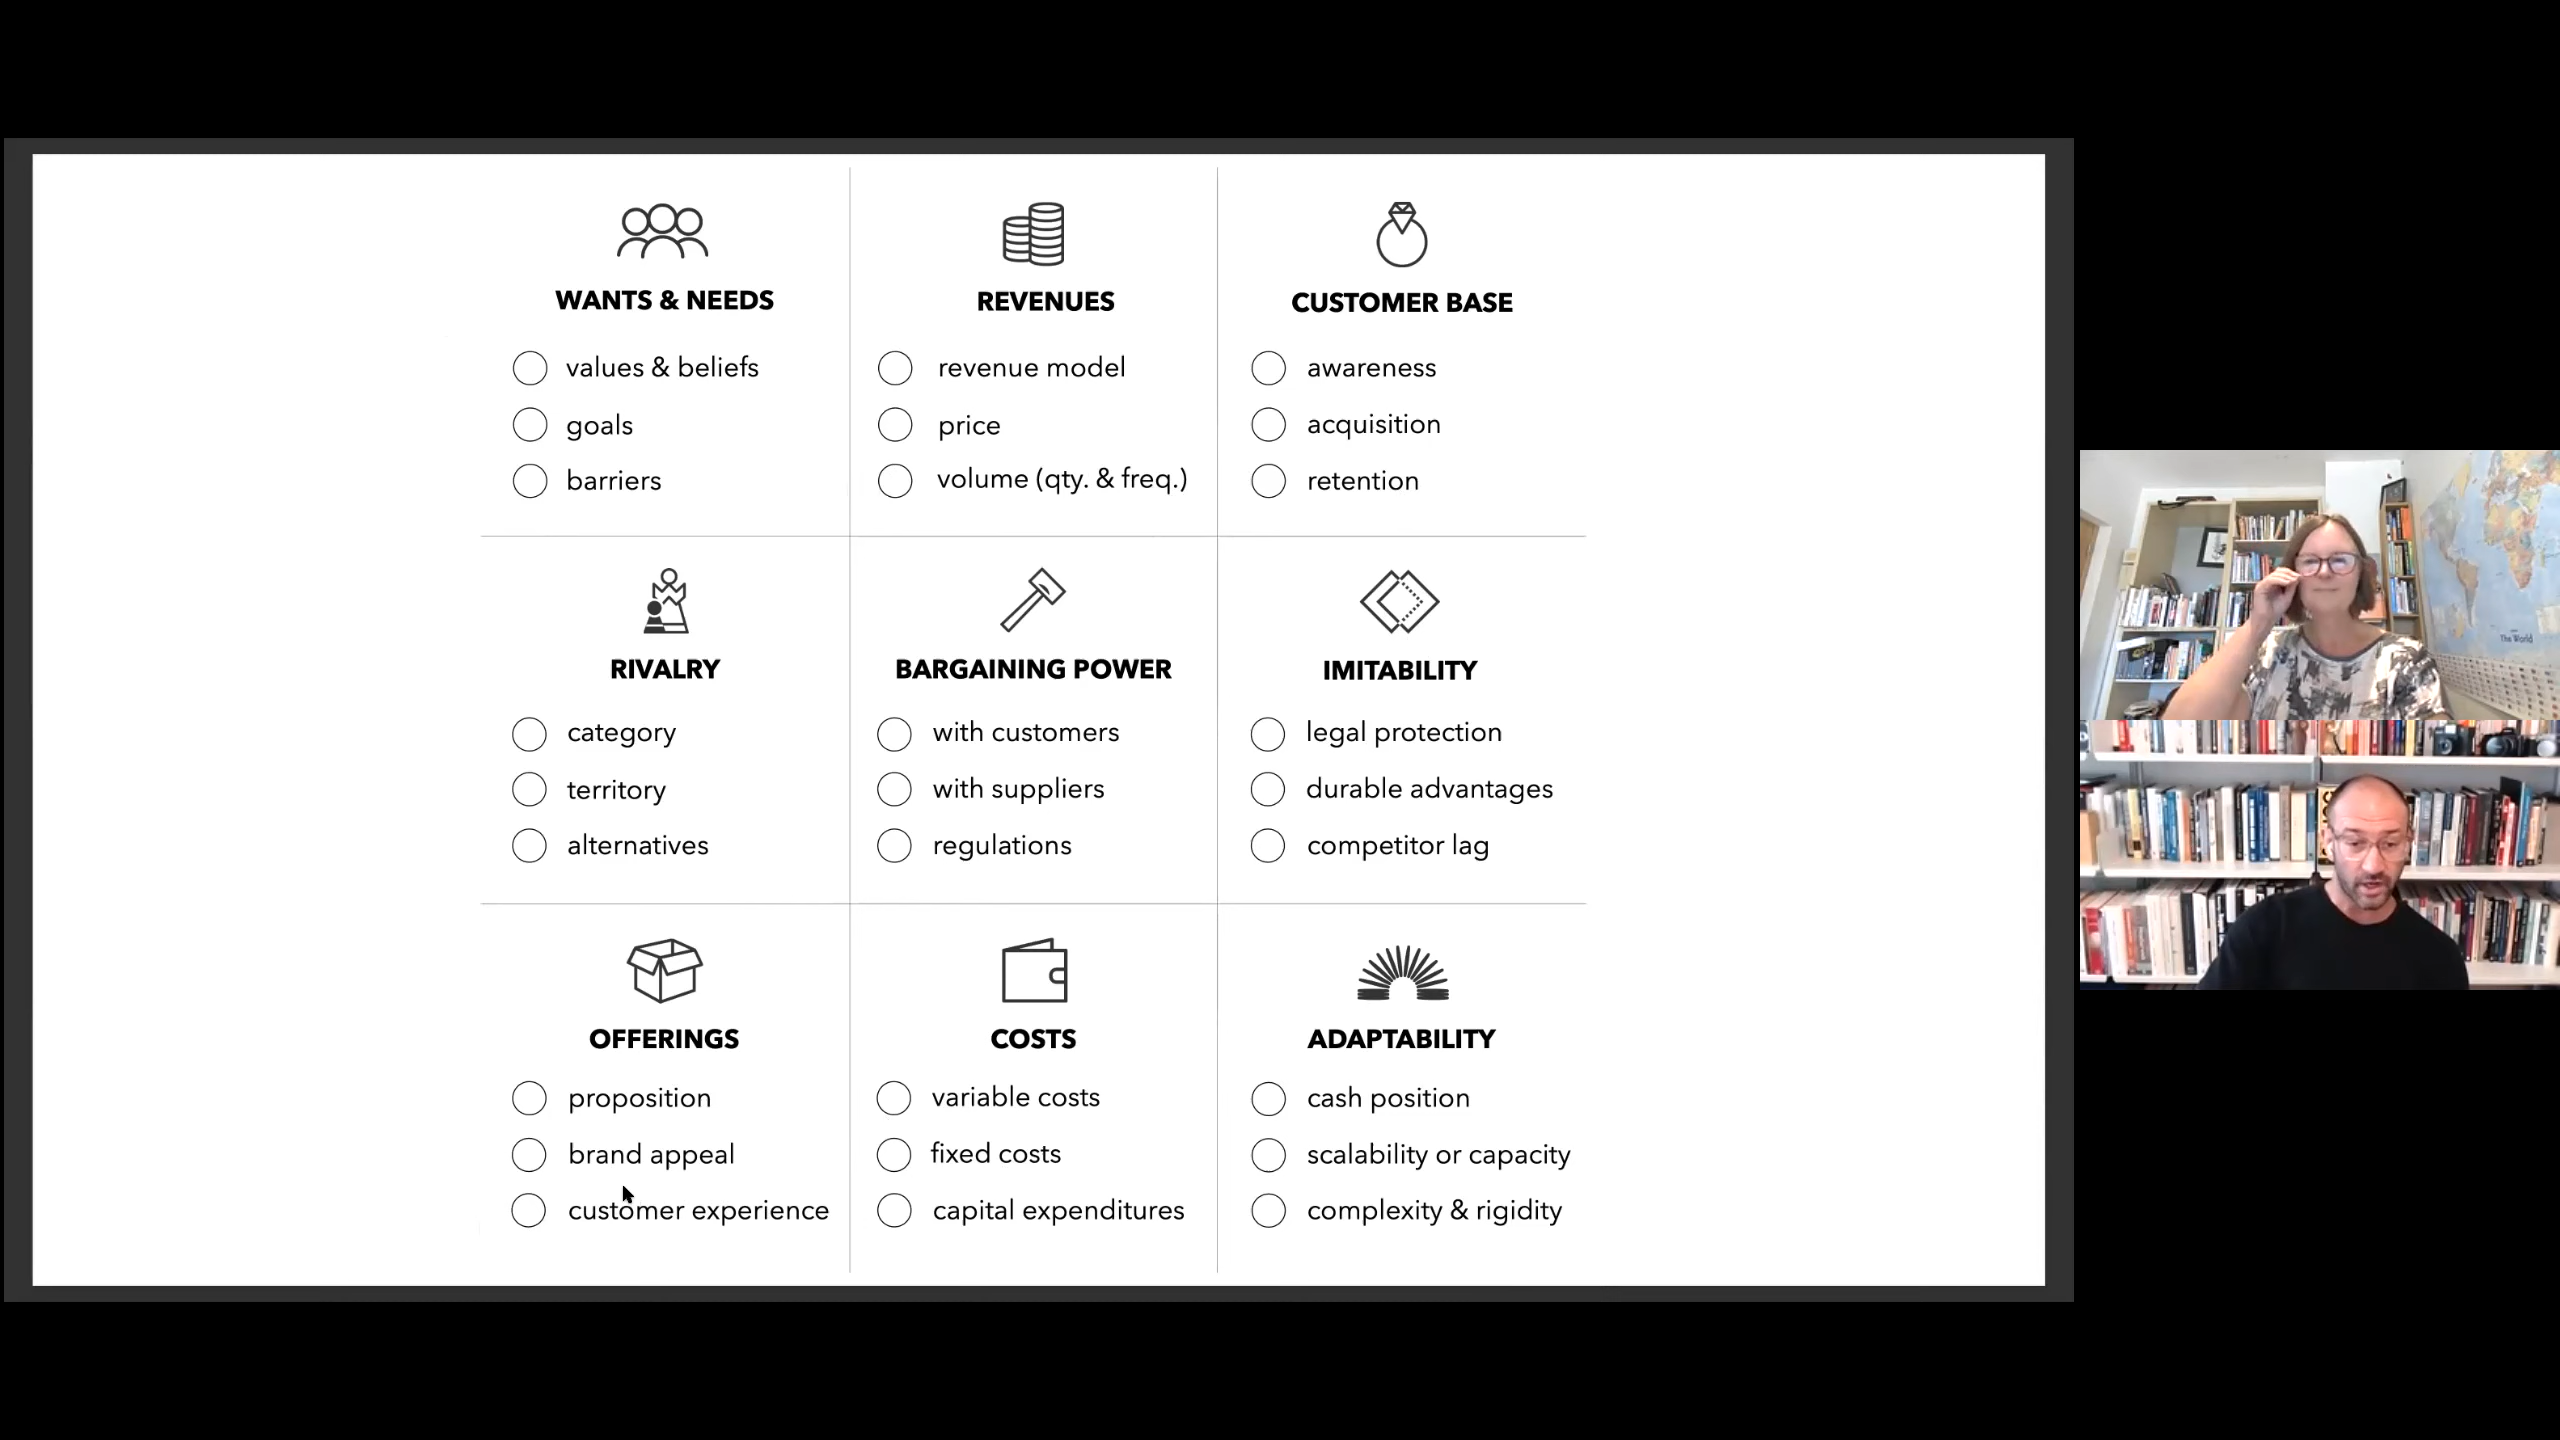 WANTS & NEEDS
values & beliefs
goals
barriers
REVENUES
revenue model
price
volume (qty. & freq.)
CUSTOMER BASE
awareness
acquisition
retention
RIVALRY
category
territory
alternatives
BARGAINING POWER
with customers
with suppliers
regulations
IMITABILITY
legal protection
durable advantages
competitor lag
OFFERINGS
proposition
brand appeal
customer experience
COSTS
variable costs
fixed costs
capital expenditures
ADAPTABILITY
cash position
scalability or capacity
complexity & rigidity
The World